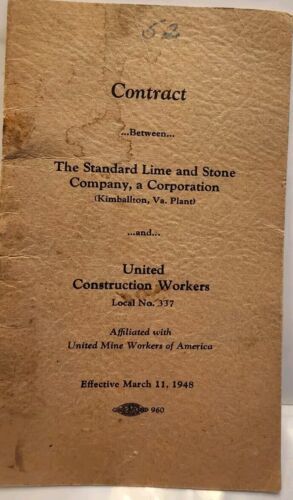 52
Contract
...Between...
The Standard Lime and Stone
Company, a Corporation
(Kimballton, Va. Plant)
...and...
United
Construction Workers
Local No. 337
Affiliated with
United Mine Workers of America
Effective March 11, 1948
960